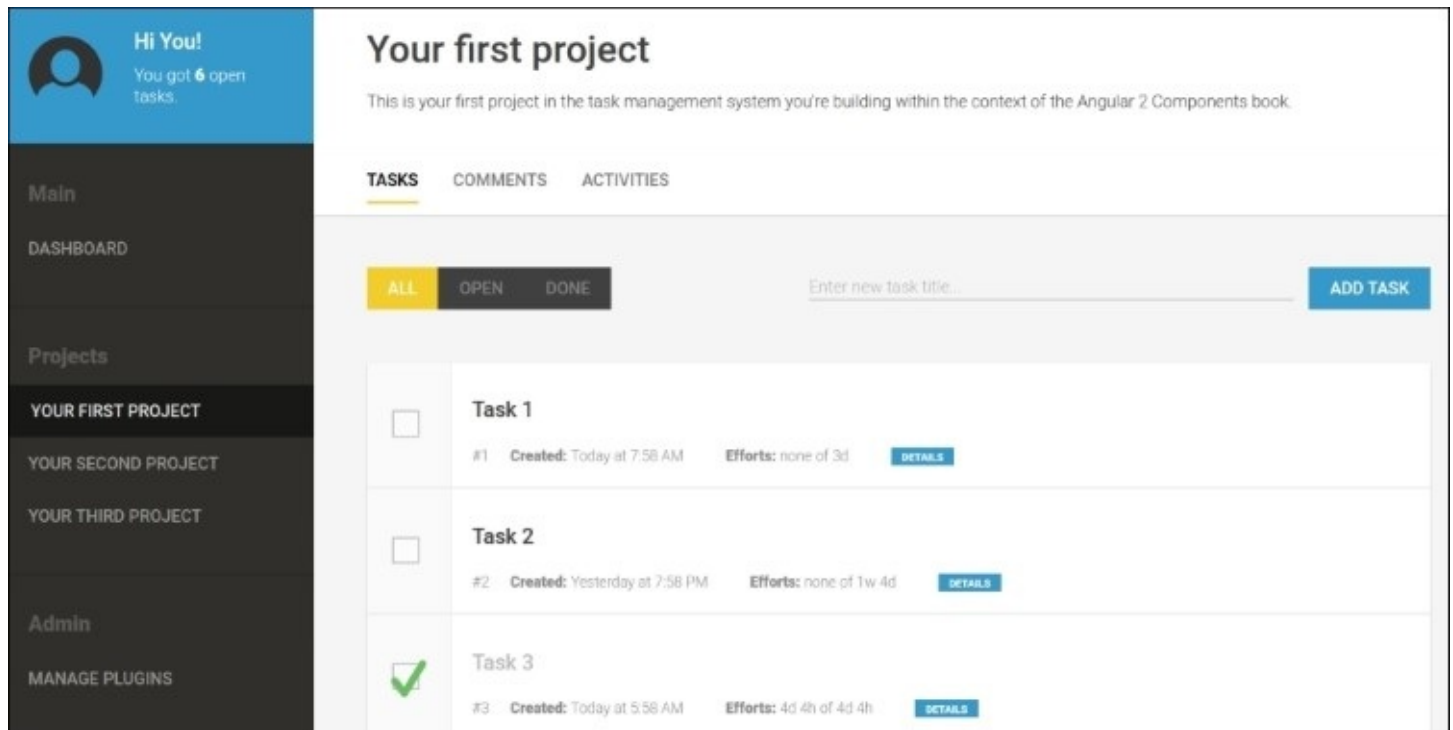 Hi You!
You got 6 open
tasks.
Main
DASHBOARD
Projects
YOUR FIRST PROJECT
YOUR SECOND PROJECT
YOUR THIRD PROJECT
Admin
MANAGE PLUGINS
Your first project
This is your first project in the task management system you're building within the context of the Angular 2 Components book.
TASKS COMMENTS ACTIVITIES
ALL OPEN DONE Enter new task title... ADD TASK
Task 1
#1 Created: Today at 7:58 AM Efforts: none of 3d DETAILS
Task 2
#2 Created: Yesterday at 7:58 PM Efforts: none of 1w 4d DETAILS
Task 3
#3 Created: Today at 5:58 AM Efforts: 4d 4h of 4d 4h DETAILS